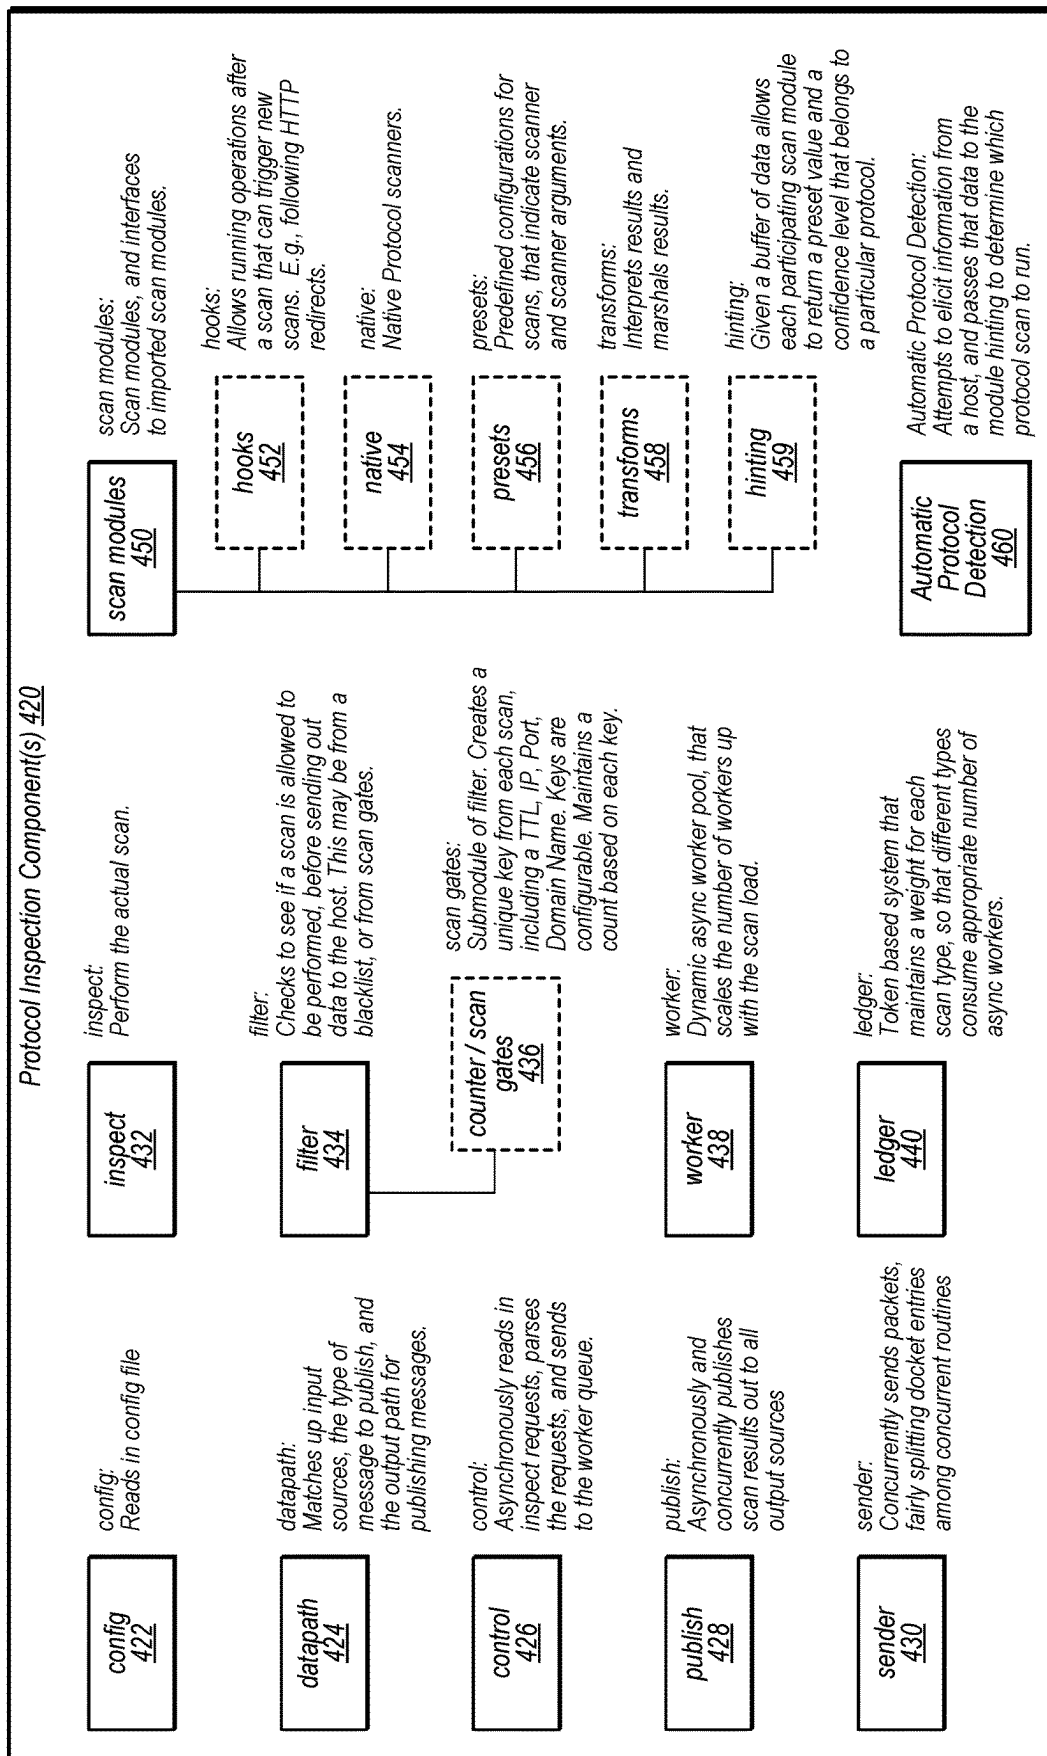 Protocol Inspection Component(s) 420
config
422
config:
Reads in config file
datapath
424
datapath:
Matches up input
sources, the type of
message to publish, and
the output path for
publishing messages.
control
426
control:
Asynchronously reads in
inspect requests, parses
the requests, and sends
to the worker queue.
publish
428
publish:
Asynchronously and
concurrently publishes
scan results out to all
output sources
sender
430
sender:
Concurrently sends packets,
fairly splitting docket entries
among concurrent routines
inspect
432
inspect:
Perform the actual scan.
filter
434
filter:
Checks to see if a scan is allowed to
be performed, before sending out
data to the host. This may be from a
blacklist, or from scan gates.
counter / scan
gates
436
scan gates:
Submodule of filter. Creates a
unique key from each scan,
including a TTL, IP, Port,
Domain Name. Keys are
configurable. Maintains a
count based on each key.
worker
438
worker:
Dynamic async worker pool, that
scales the number of workers up
with the scan load.
ledger
440
ledger:
Token based system that
maintains a weight for each
scan type, so that different types
consume appropriate number of
async workers.
scan modules
450
scan modules:
Scan modules, and interfaces
to imported scan modules.
hooks
452
hooks:
Allows running operations after
a scan that can trigger new
scans. E.g., following HTTP
redirects.
native
454
native:
Native Protocol scanners.
presets
456
presets:
Predefined configurations for
scans, that indicate scanner
and scanner arguments.
transforms
458
transforms:
Interprets results and
marshals results.
hinting
459
hinting:
Given a buffer of data allows
each participating scan module
to return a preset value and a
confidence level that belongs to
a particular protocol.
Automatic
Protocol
Detection
460
Automatic Protocol Detection:
Attempts to elicit information from
a host, and passes that data to the
module hinting to determine which
protocol scan to run.